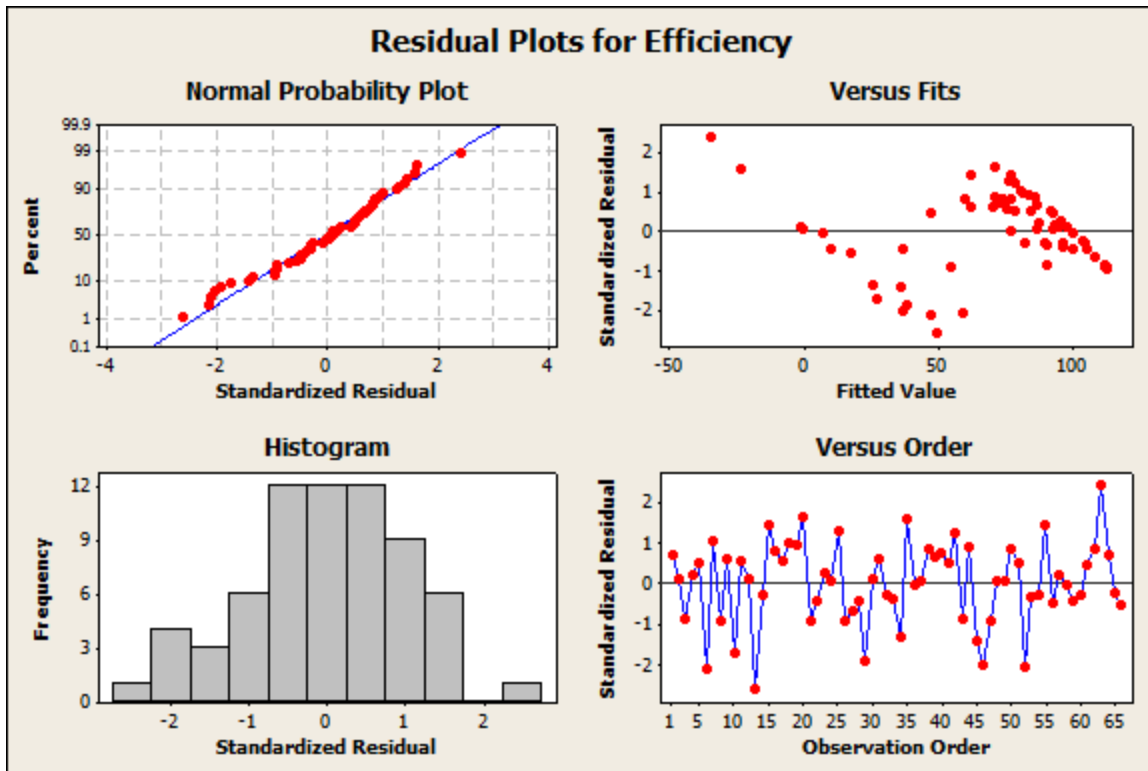 Residual Plots for Efficiency
Normal Probability Plot
99.9
99
90
50
10
1
0.1
Percent
-4 -2 0 2 4
Standardized Residual
Versus Fits
2
1
0
-1
-2
Standardized Residual
-50 0 50 100
Fitted Value
Histogram
12
9
6
3
0
Frequency
-2 -1 0 1 2
Standardized Residual
Versus Order
2
1
0
-1
-2
Standardized Residual
1 5 10 15 20 25 30 35 40 45 50 55 60 65
Observation Order